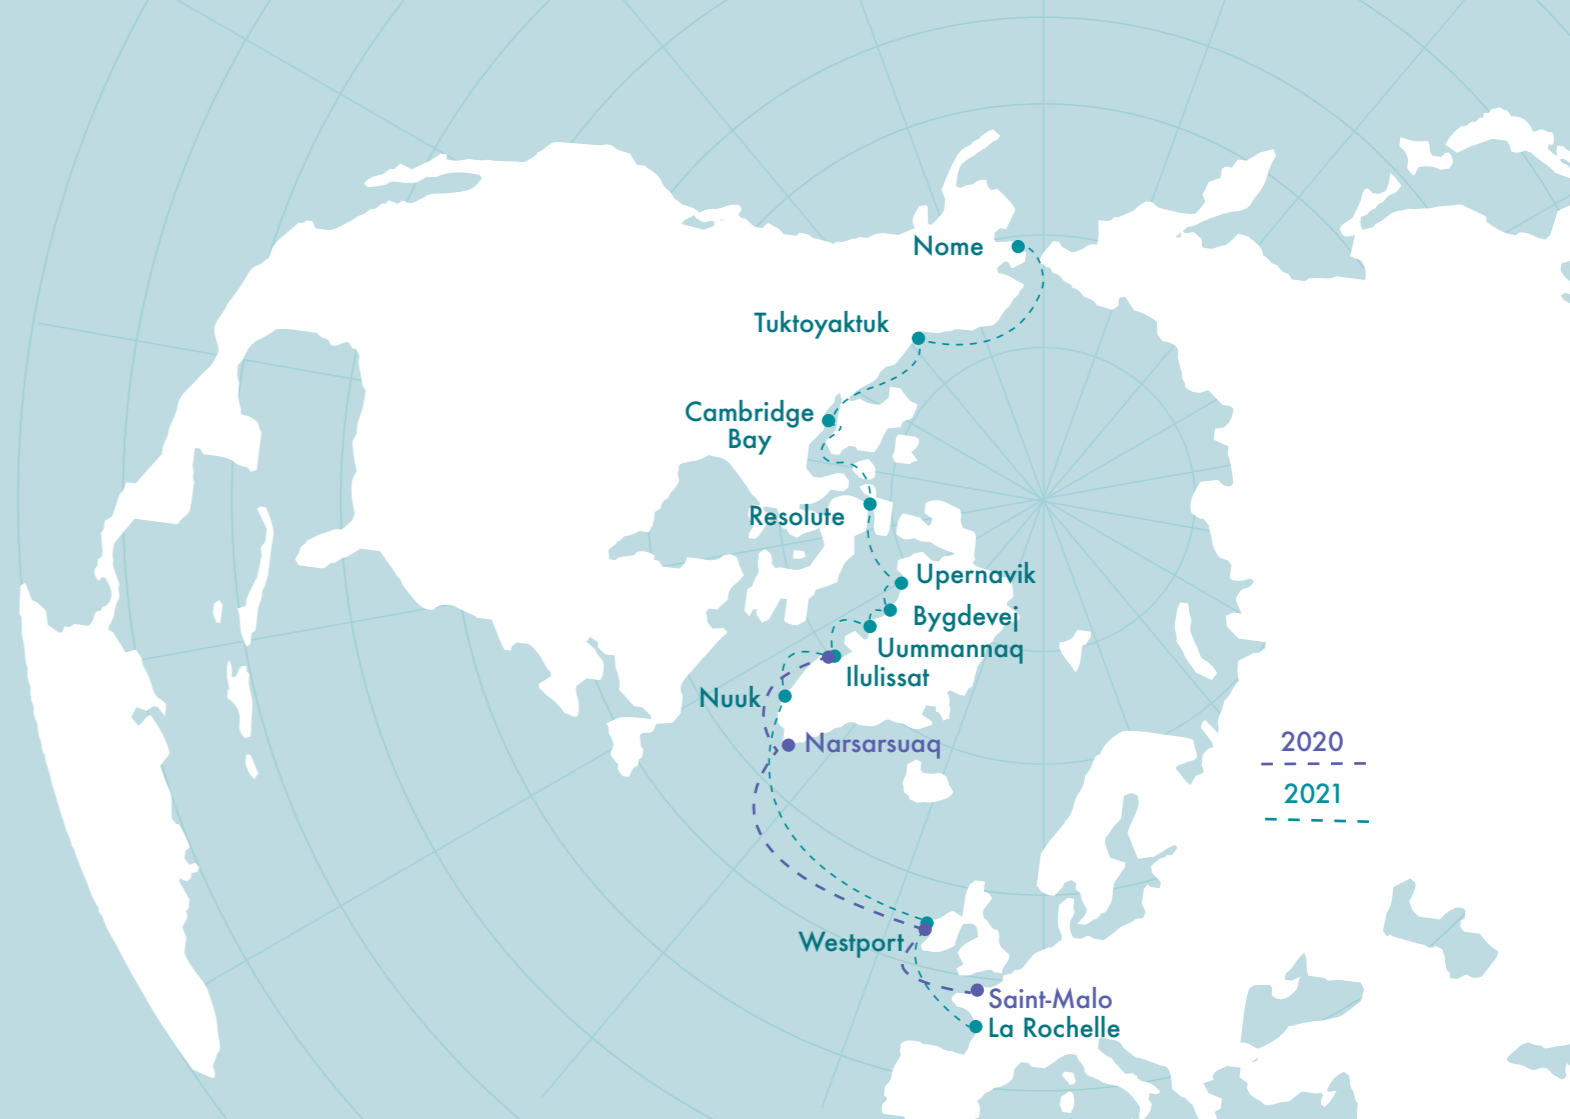 Nome
Tuktoyaktuk
Cambridge
Bay
Resolute
Upernavik
Bygdevej
Uummannaq
Ilulissat
Nuuk
Narsarsuaq
2020
2021
Westport
Saint-Malo
La Rochelle